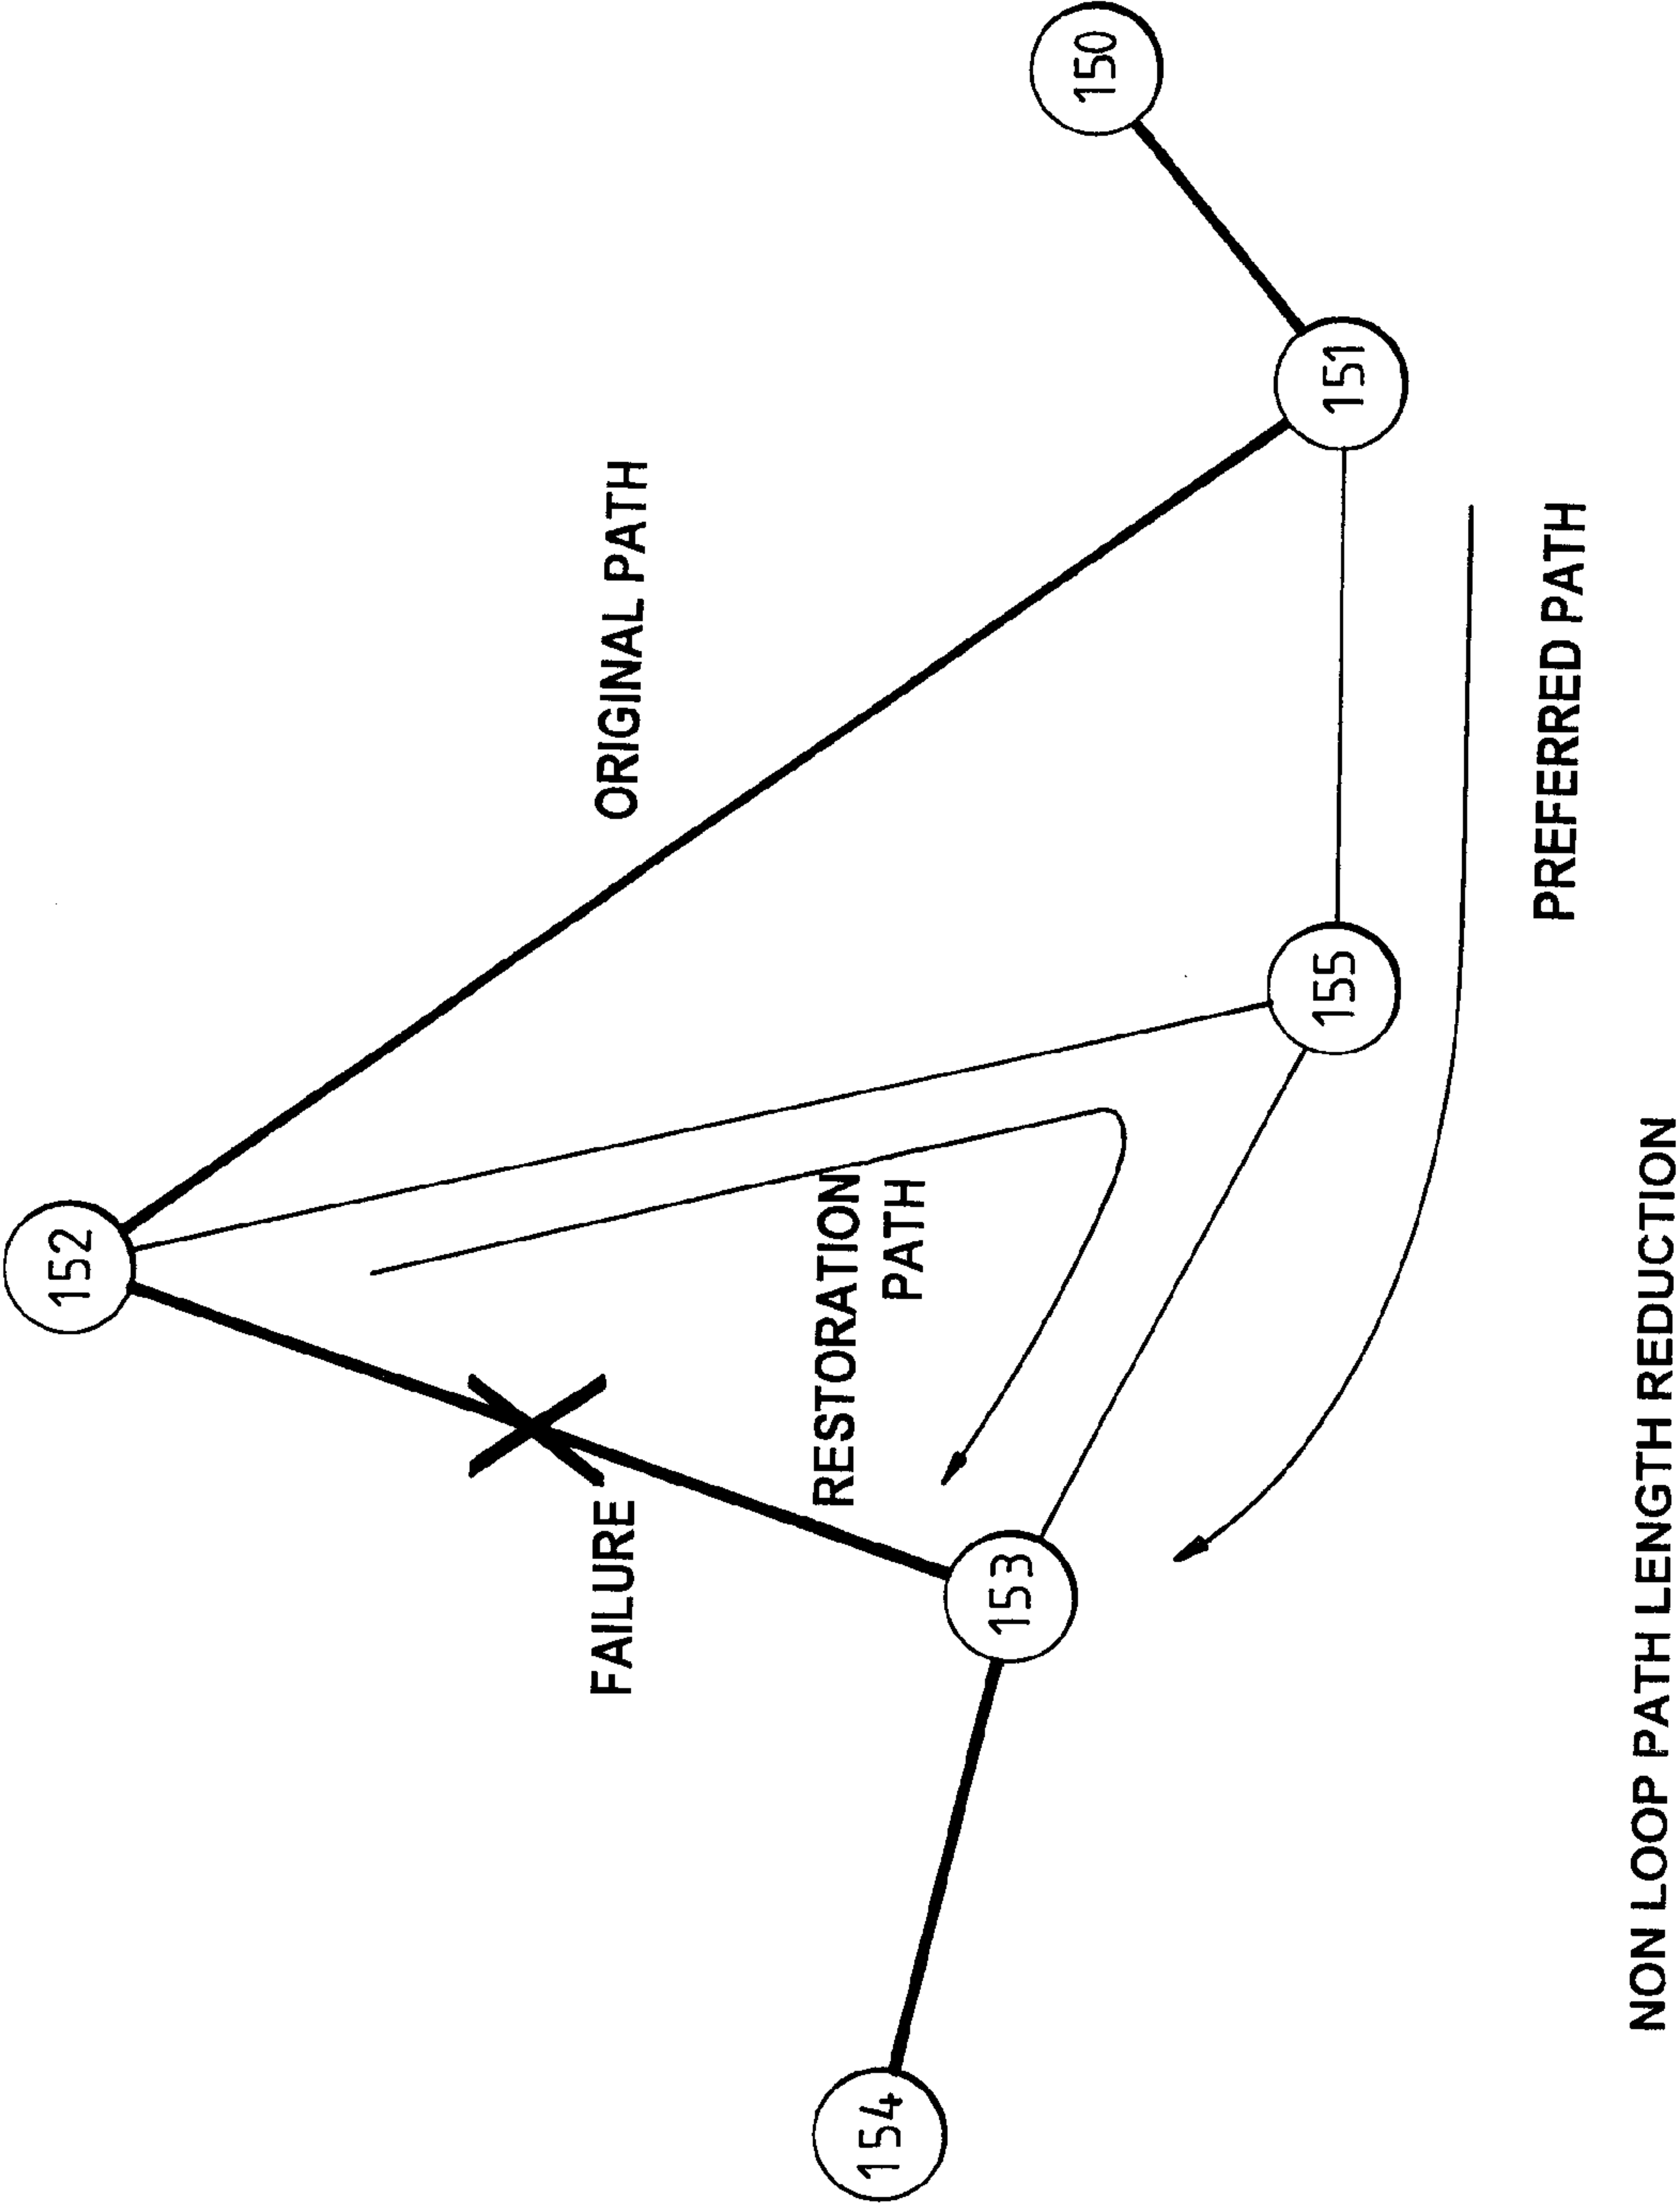 152
FAILURE
ORIGINAL PATH
RESTORATION
PATH
154
153
150
155
151
PREFERRED PATH
NON LOOP PATH LENGTH REDUCTION